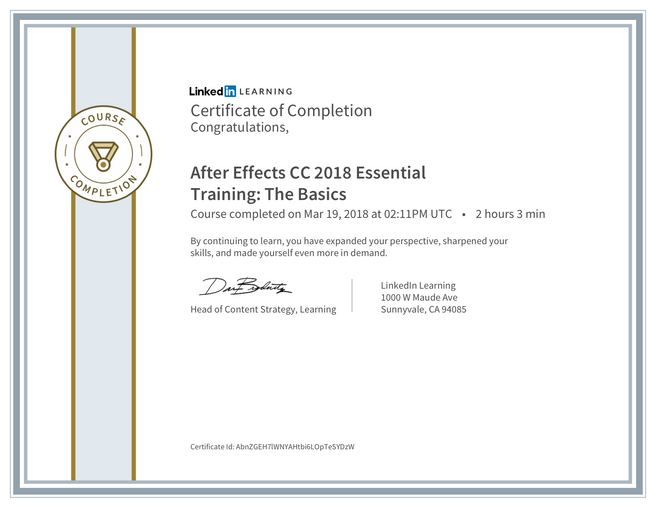 COURSE
COMPLETION
Linked in LEARNING
Certificate of Completion
Congratulations,
After Effects CC 2018 Essential
Training: The Basics
Course completed on Mar 19, 2018 at 02:11PM UTC • 2 hours 3 min
By continuing to learn, you have expanded your perspective, sharpened your
skills, and made yourself even more in demand.
Head of Content Strategy, Learning
LinkedIn Learning
1000 W Maude Ave
Sunnyvale, CA 94085
Certificate Id: AbnZGEH7lWNYAHtbi6LOpTeSYDzW